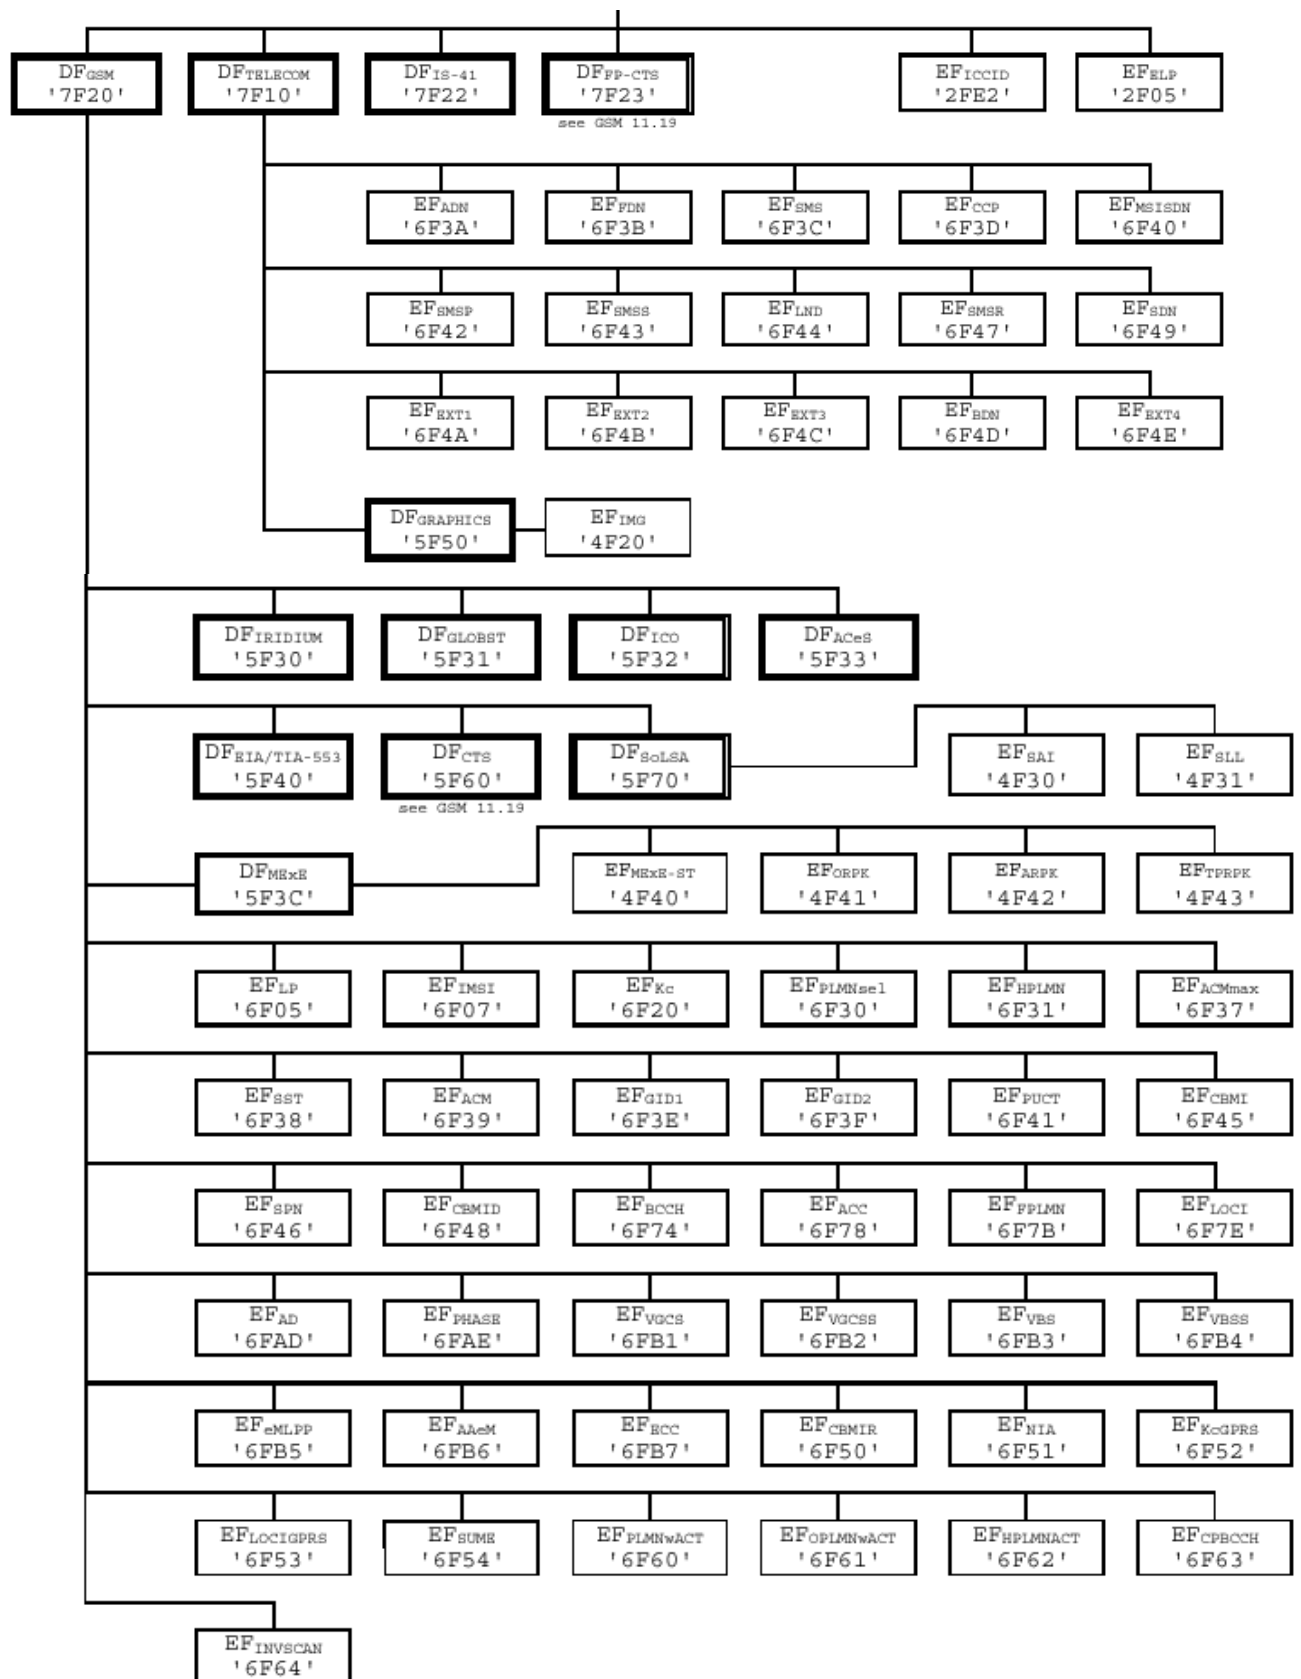 DFGSM DFTELECOM DFIS-41 DFFP-CTS EFICCID EFELP
'7F20' '7F10' '7F22' '7F23' '2FE2' '2F05'
see GSM 11.19
EFADN EFFDN EFSMS EFCCP EFMSISDN
'6F3A' '6F3B' '6F3C' '6F3D' '6F40'
EFSMSP EFSMSS EFLND EFSMSR EFSDN
'6F42' '6F43' '6F44' '6F47' '6F49'
EFEXT1 EFEXT2 EFEXT3 EFBDN EFEXT4
'6F4A' '6F4B' '6F4C' '6F4D' '6F4E'
DFGRAPHICS EFIMG
'5F50' '4F20'
DFIRIDIUM DFGLOBST DFICO DFACeS
'5F30' '5F31' '5F32' '5F33'
DFEIA/TIA-553 DFCTS DFSoLSA EFSAI EFSLL
'5F40' '5F60' '5F70' '4F30' '4F31'
see GSM 11.19
DFMExE EFMExE-ST EFORPK EFARPK EFTPRPK
'5F3C' '4F40' '4F41' '4F42' '4F43'
EFLP EFIMSI EFKc EFPLMNsel EFHPLMN EFACMmax
'6F05' '6F07' '6F20' '6F30' '6F31' '6F37'
EFSST EFACM EFGID1 EFGID2 EFPUCT EFCBMI
'6F38' '6F39' '6F3E' '6F3F' '6F41' '6F45'
EFSPN EFCBMID EFBCCH EFACC EFFPLMN EFLOCI
'6F46' '6F48' '6F74' '6F78' '6F7B' '6F7E'
EFAD EFPHASE EFVGCS EFVGCSS EFVBS EFVBSS
'6FAD' '6FAE' '6FB1' '6FB2' '6FB3' '6FB4'
EFeMLPP EFAAeM EFECC EFCBMIR EFNIA EFKcGPRS
'6FB5' '6FB6' '6FB7' '6F50' '6F51' '6F52'
EFLOCIGPRS EFSUME EFPLMNwACT EFOPLMNwACT EFHPLMNACT EFCPBCCH
'6F53' '6F54' '6F60' '6F61' '6F62' '6F63'
EFINVSCAN
'6F64'